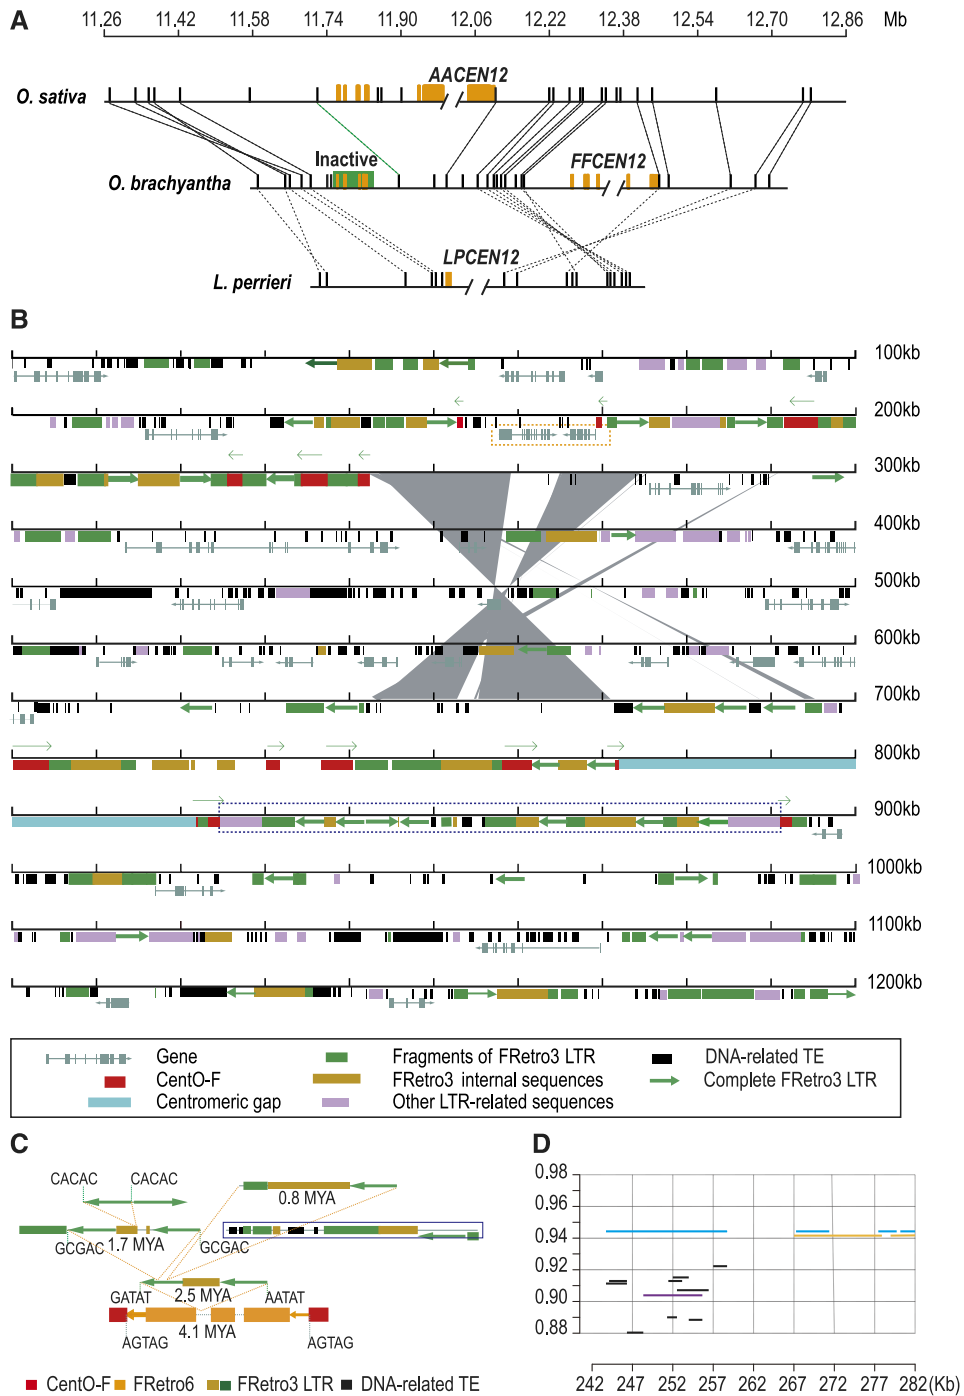 A
11.26 11.42 11.58 11.74 11.90 12.06 12.22 12.38 12.54 12.70 12.86 Mb
AACEN12
O. sativa
Inactive
FFCEN12
O. brachyantha
LPCEN12
L. perrieri
B
100kb
200kb
300kb
400kb
500kb
600kb
700kb
800kb
900kb
1000kb
1100kb
1200kb
Gene Fragments of FRetro3 LTR DNA-related TE
CentO-F FRetro3 internal sequences Complete FRetro3 LTR
Centromeric gap Other LTR-related sequences
C
CACAC CACAC
0.8 MYA
1.7 MYA
GCGAC GCGAC
2.5 MYA
GATAT AATAT
4.1 MYA
AGTAG AGTAG
CentO-F FRetro6 FRetro3 LTR DNA-related TE
D
0.98
0.96
0.94
0.92
0.90
0.88
242 247 252 257 262 267 272 277 282 (Kb)